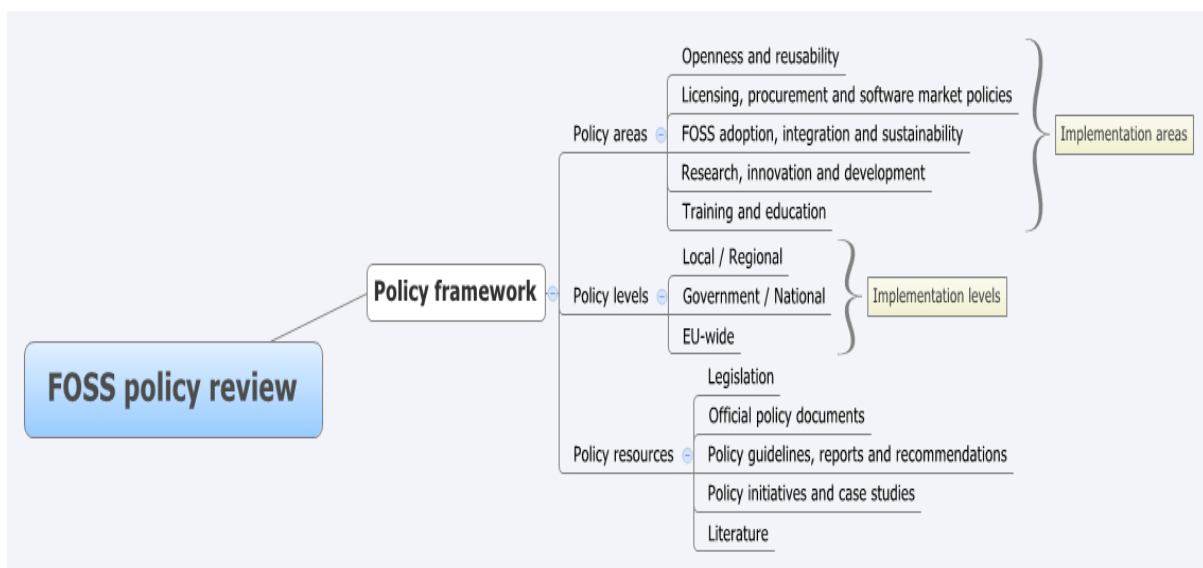 FOSS policy review
Policy framework
Policy areas
Openness and reusability
Licensing, procurement and software market policies
FOSS adoption, integration and sustainability
Research, innovation and development
Training and education
Implementation areas
Policy levels
Local / Regional
Government / National
EU-wide
Implementation levels
Policy resources
Legislation
Official policy documents
Policy guidelines, reports and recommendations
Policy initiatives and case studies
Literature